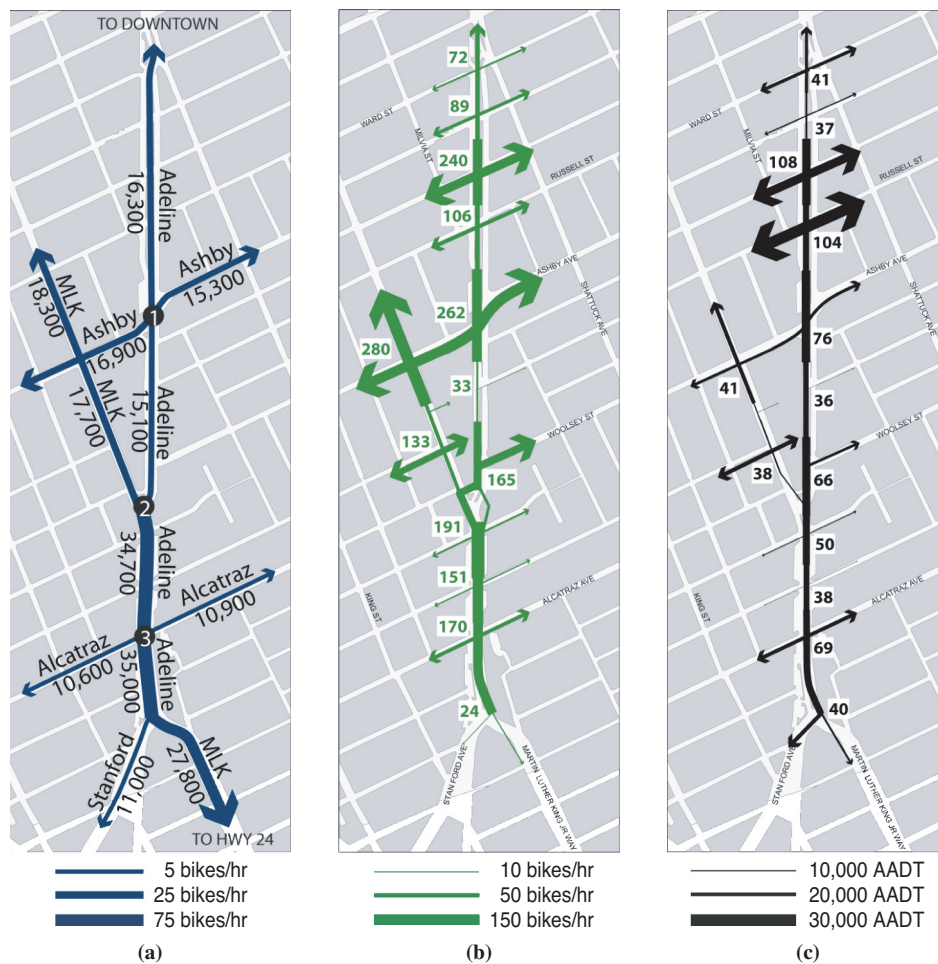 TO DOWNTOWN
Adeline
16,300
Ashby
15,300
MLK
18,300
1
Ashby
16,900
MLK
17,700
Adeline
15,100
2
Adeline
34,700
Alcatraz
10,900
3
Alcatraz
10,600
Adeline
35,000
Stanford
11,000
MLK
27,800
TO HWY 24
5 bikes/hr
25 bikes/hr
75 bikes/hr
(a)
72
89
WARD ST
MILVIA ST
240
RUSSELL ST
106
ASHBY AVE
SHATTUCK AVE
262
280
33
WOOLSEY ST
133
165
191
151
ALCATRAZ AVE
KING ST
170
24
STAN FORD AVE
MARTIN LUTHER KING JR WAY
10 bikes/hr
50 bikes/hr
150 bikes/hr
(b)
41
37
WARD ST
MILVIA ST
108
RUSSELL ST
104
ASHBY AVE
SHATTUCK AVE
76
41
36
WOOLSEY ST
38
66
50
38
ALCATRAZ AVE
KING ST
69
40
STAN FORD AVE
MARTIN LUTHER KING JR WAY
10,000 AADT
20,000 AADT
30,000 AADT
(c)